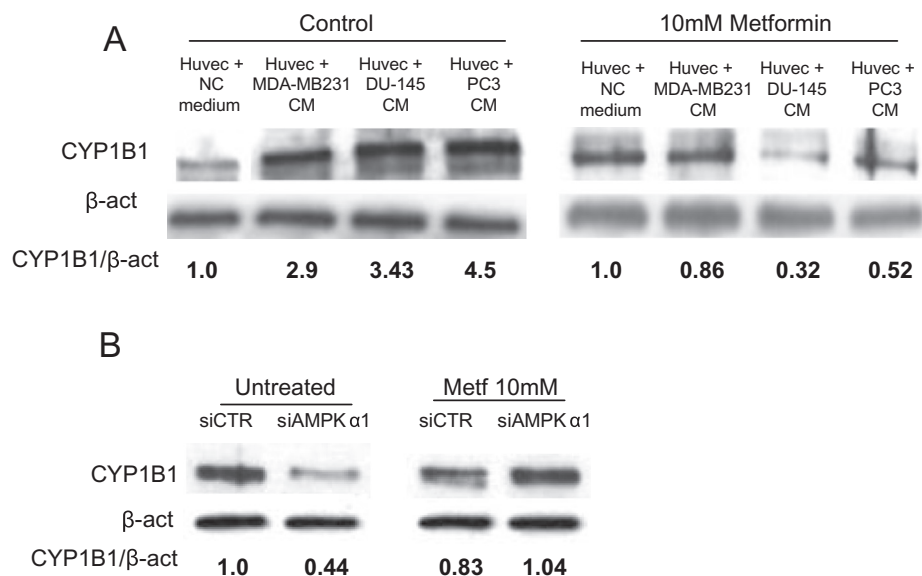 A
Control
10mM Metformin
Huvec + Huvec + Huvec + Huvec + Huvec + Huvec + Huvec + Huvec +
NC MDA-MB231 DU-145 PC3 NC MDA-MB231 DU-145 PC3
medium CM CM CM medium CM CM CM
CYP1B1
β-act
CYP1B1/β-act 1.0 2.9 3.43 4.5 1.0 0.86 0.32 0.52
B
Untreated Metf 10mM
siCTR siAMPK α1 siCTR siAMPK α1
CYP1B1
β-act
CYP1B1/β-act 1.0 0.44 0.83 1.04